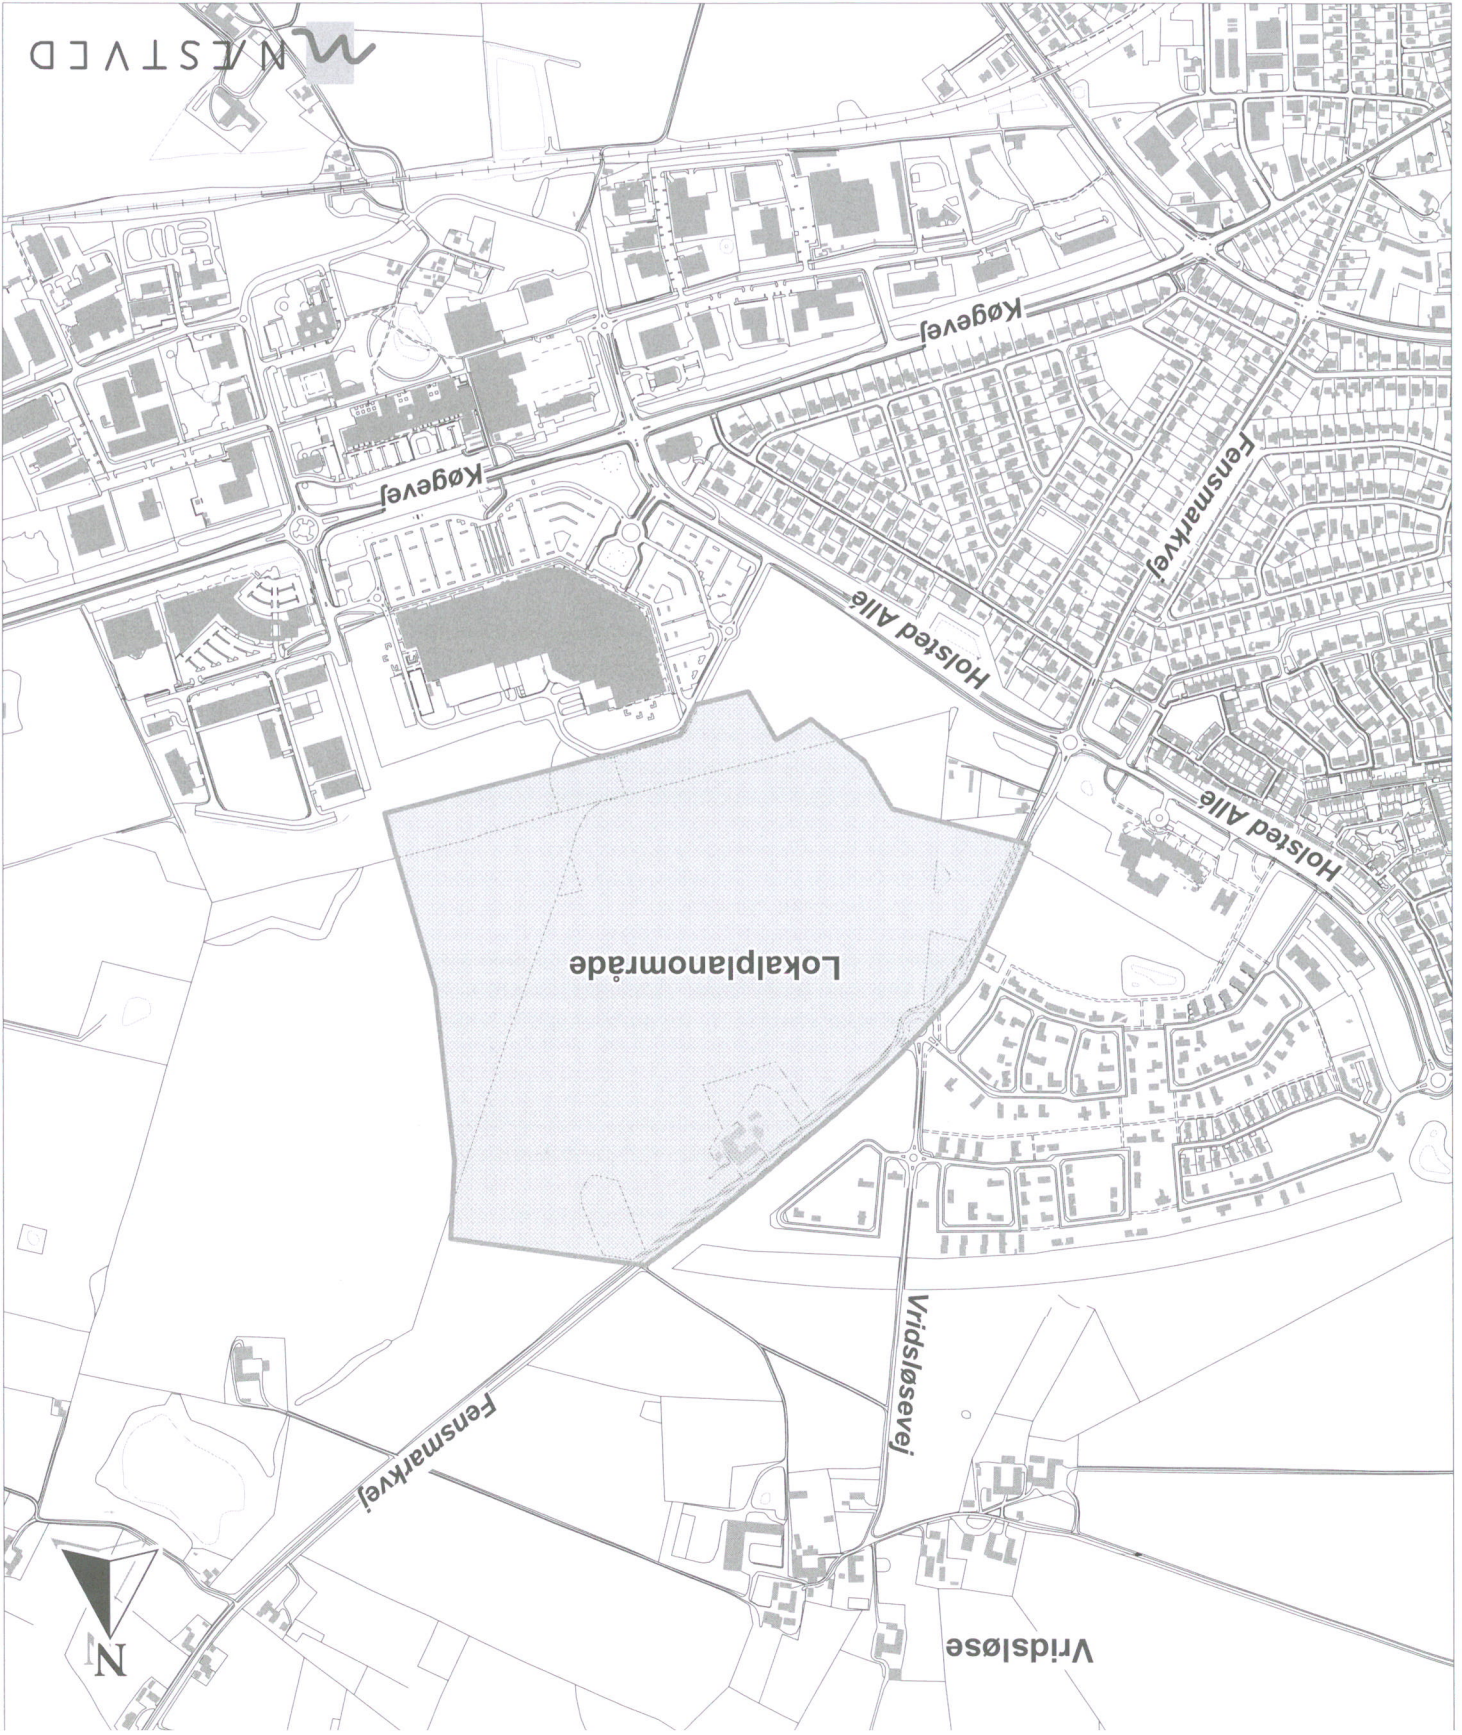 N
Vridsløse
Fensmarkvej
Vridsløsevej
Lokalplanområde
Holsted Allé
Holsted Allé
Fensmarkvej
Køgevej
Køgevej
NÆSTVED